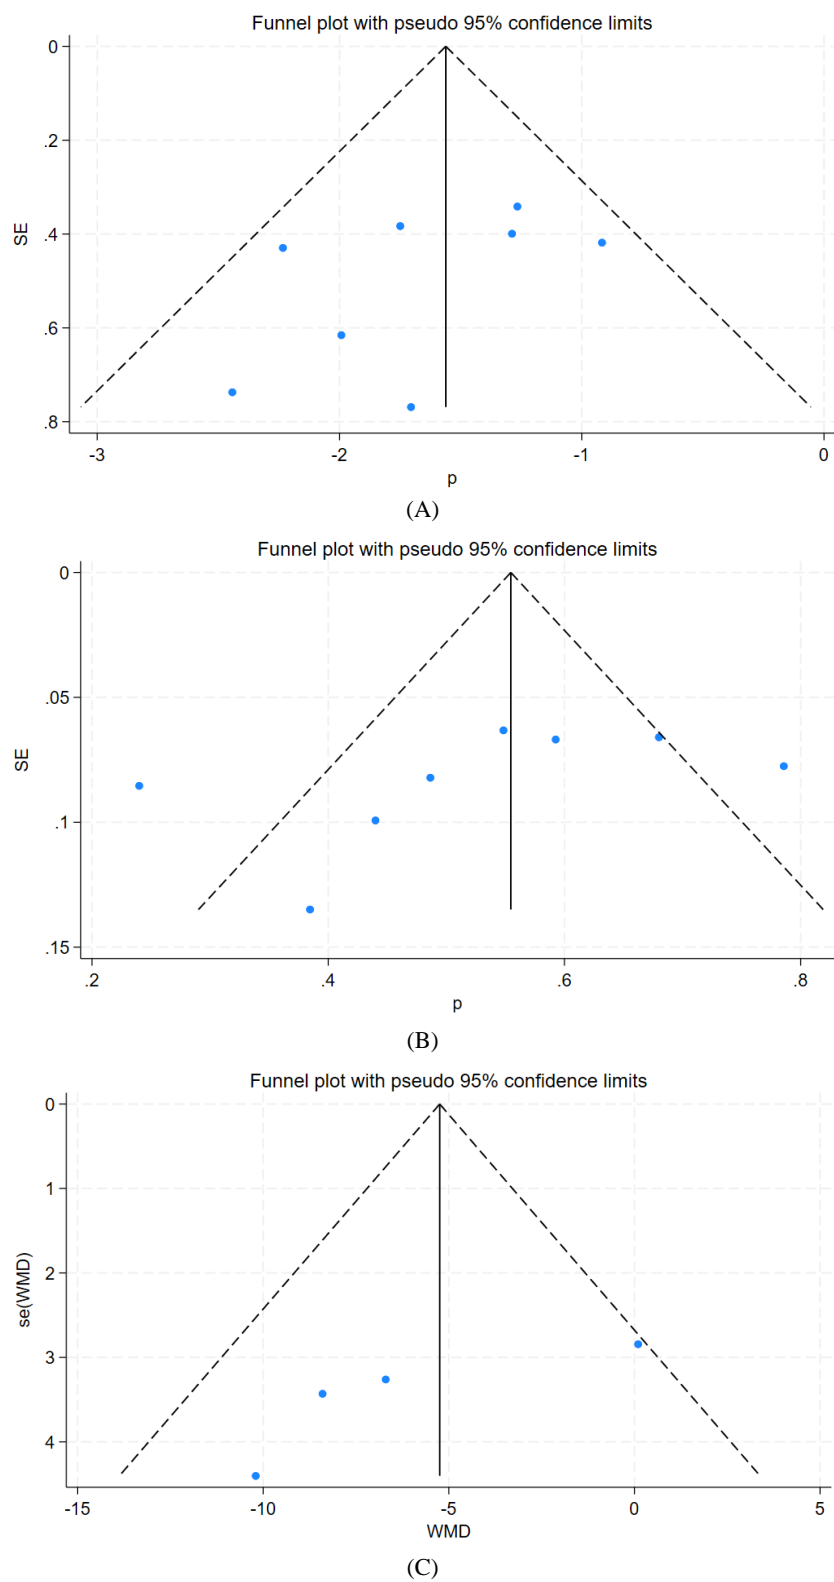 Funnel plot with pseudo 95% confidence limits
0
.2
.4
.6
.8
SE
-3
-2
-1
0
p
(A)
Funnel plot with pseudo 95% confidence limits
0
.05
.1
.15
SE
.2
.4
.6
.8
p
(B)
Funnel plot with pseudo 95% confidence limits
0
1
2
3
4
se(WMD)
-15
-10
-5
0
5
WMD
(C)